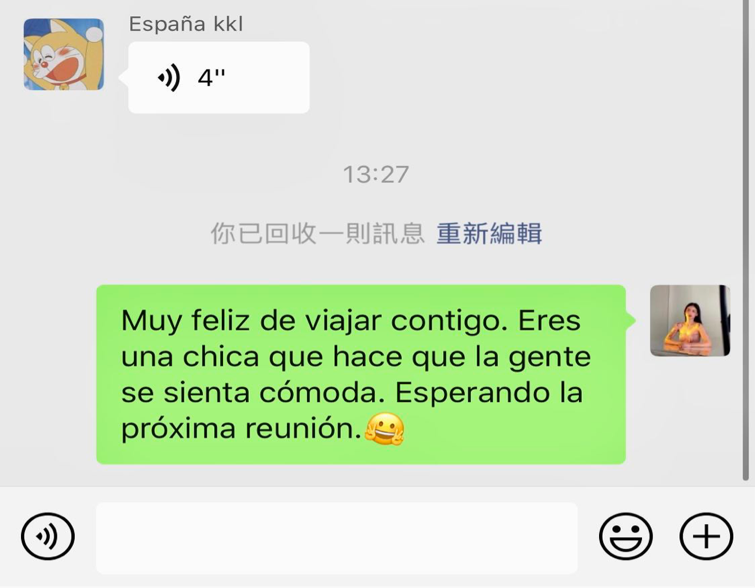 España kkl
4"
13:27
你已回收一則訊息 重新編輯
Muy feliz de viajar contigo. Eres
una chica que hace que la gente
se sienta cómoda. Esperando la
próxima reunión.🤗